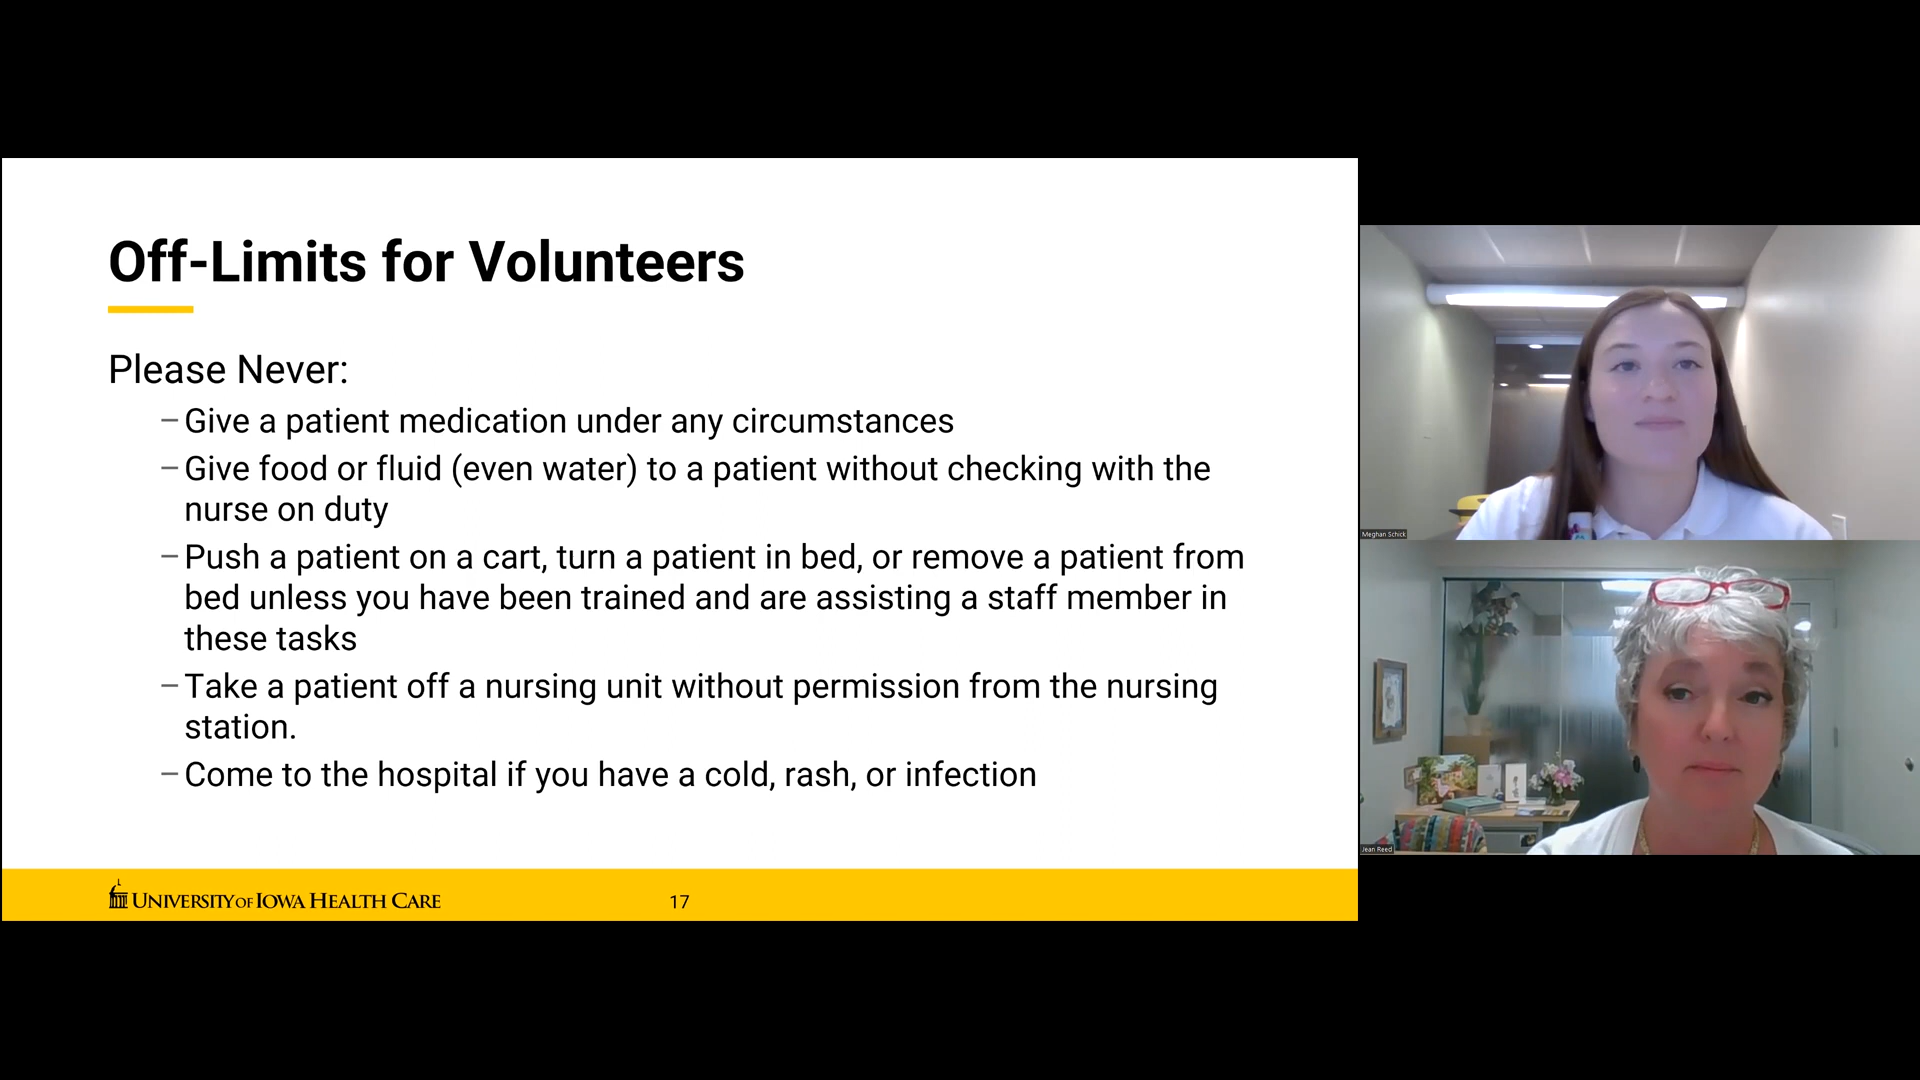 Off-Limits for Volunteers
Please Never:
– Give a patient medication under any circumstances
– Give food or fluid (even water) to a patient without checking with the
nurse on duty
– Push a patient on a cart, turn a patient in bed, or remove a patient from
bed unless you have been trained and are assisting a staff member in
these tasks
– Take a patient off a nursing unit without permission from the nursing
station.
– Come to the hospital if you have a cold, rash, or infection
UNIVERSITY OF IOWA HEALTH CARE
17
Meghan Schick
Jean Reed